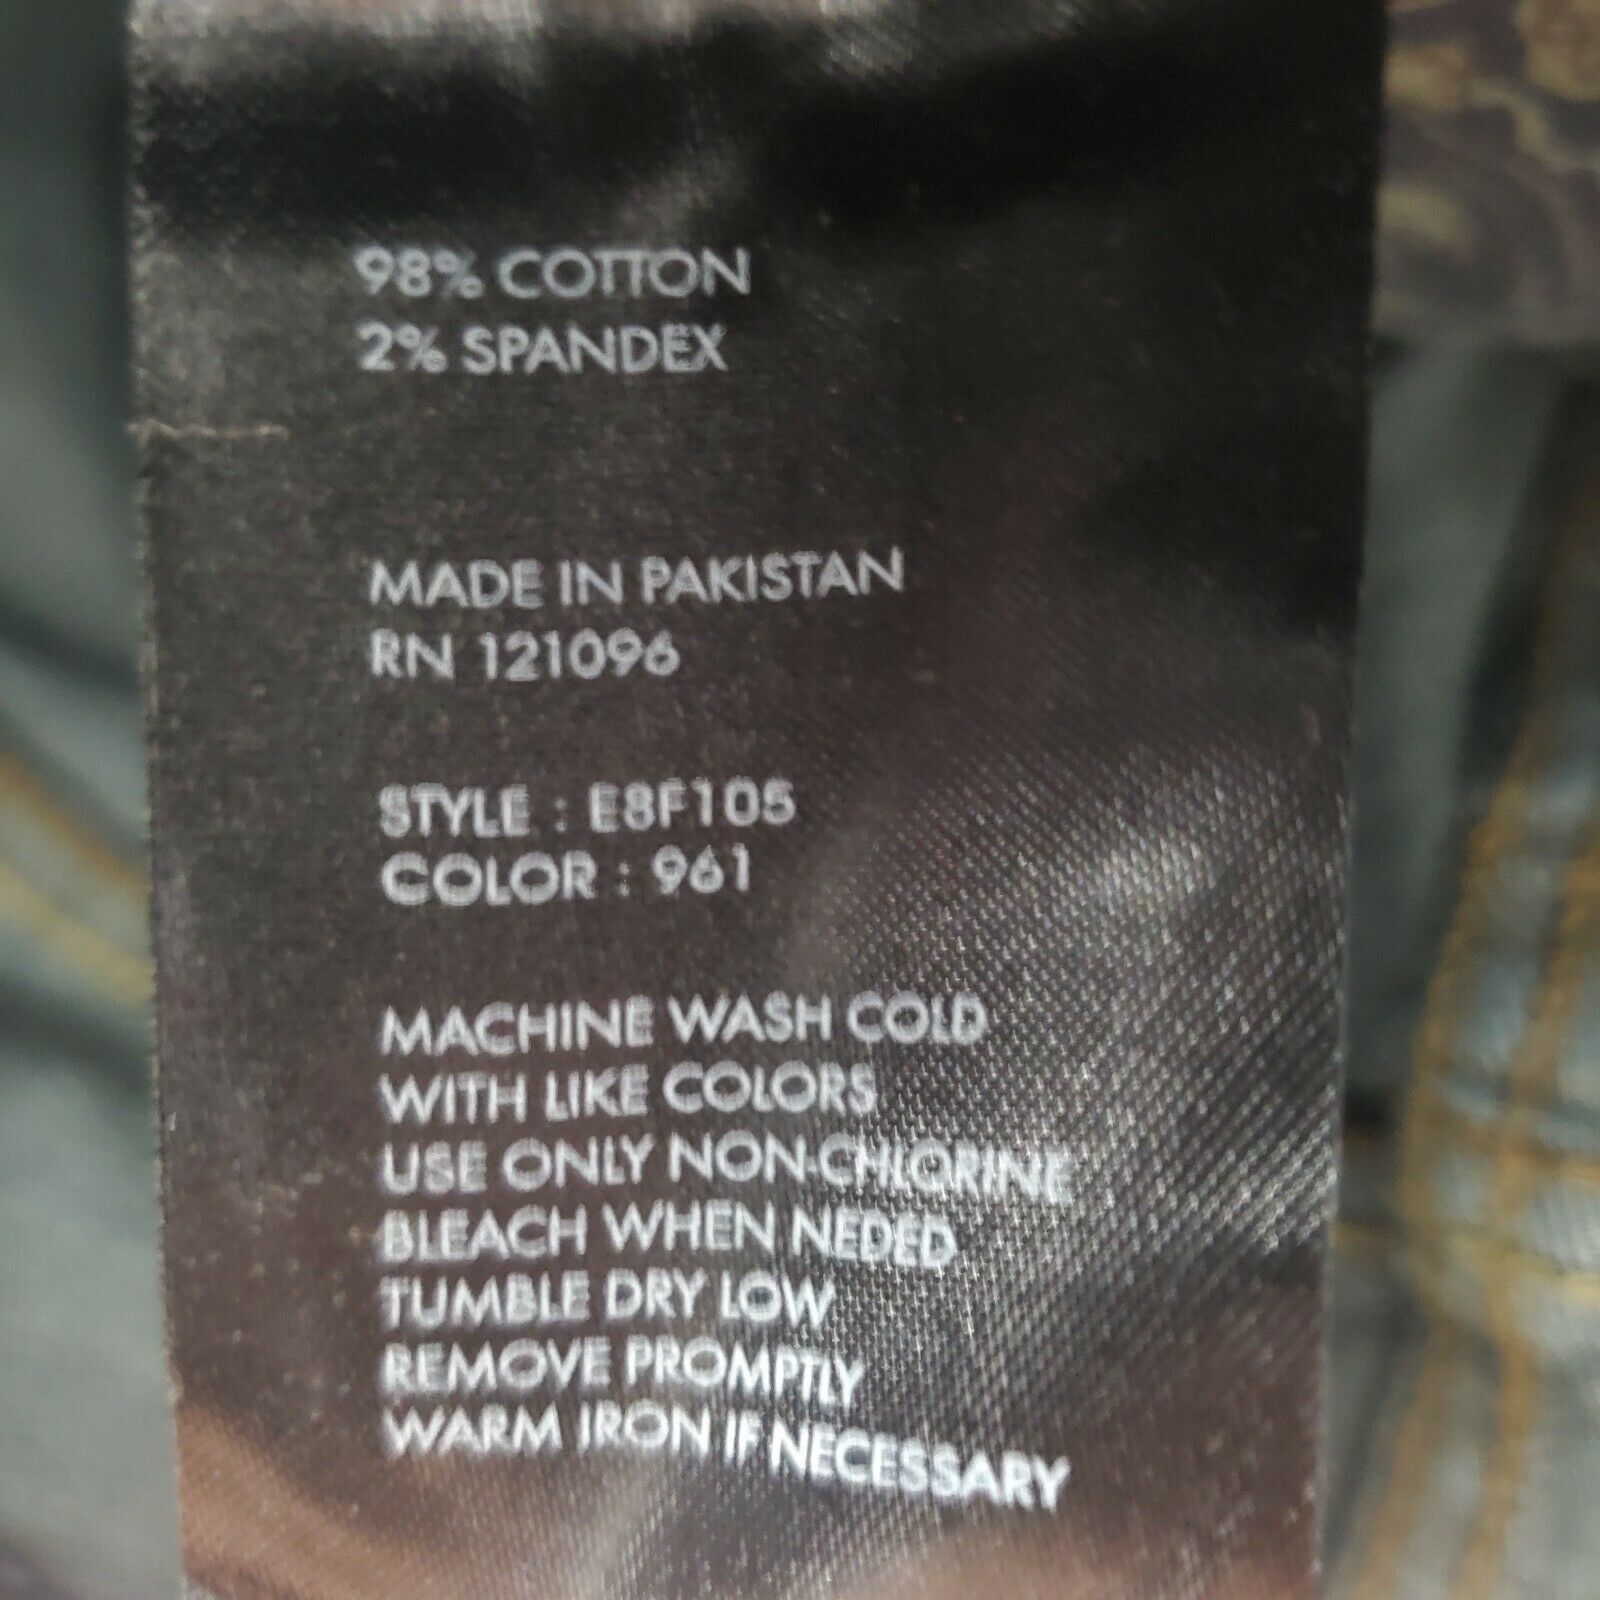 98% COTTON
2% SPANDEX
MADE IN PAKISTAN
RN 121096
STYLE : E8F105
COLOR : 961
MACHINE WASH COLD
WITH LIKE COLORS
USE ONLY NON-CHLORINE
BLEACH WHEN NEDED
TUMBLE DRY LOW
REMOVE PROMPTLY
WARM IRON IF NECESSARY